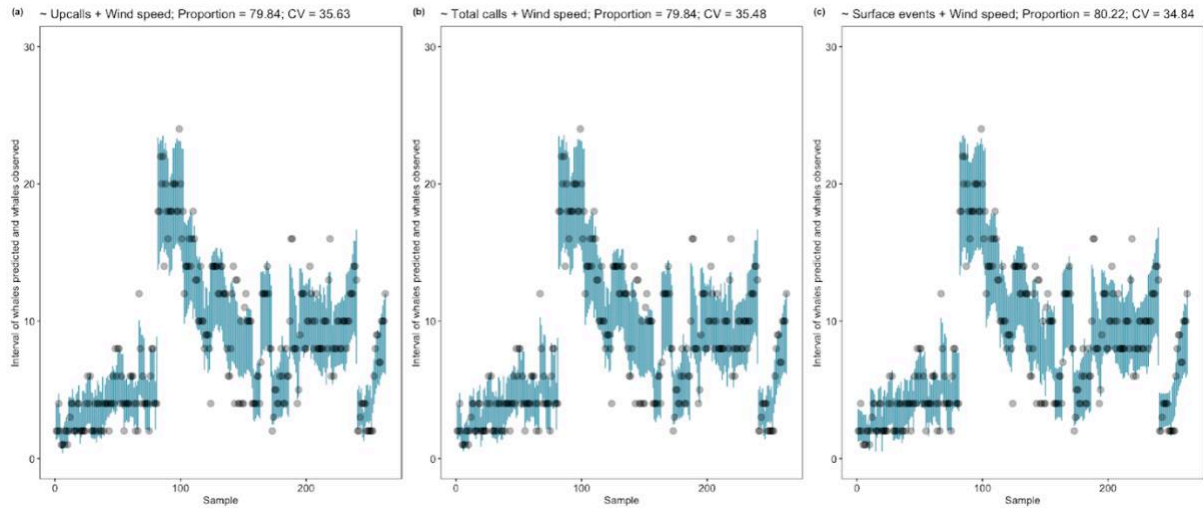 (a) ~ Upcalls + Wind speed; Proportion = 79.84; CV = 35.63
30
20
10
0
0 100 200
Interval of whales predicted and whales observed
Sample
(b) ~ Total calls + Wind speed; Proportion = 79.84; CV = 35.48
30
20
10
0
0 100 200
Interval of whales predicted and whales observed
Sample
(c) ~ Surface events + Wind speed; Proportion = 80.22; CV = 34.84
30
20
10
0
0 100 200
Interval of whales predicted and whales observed
Sample